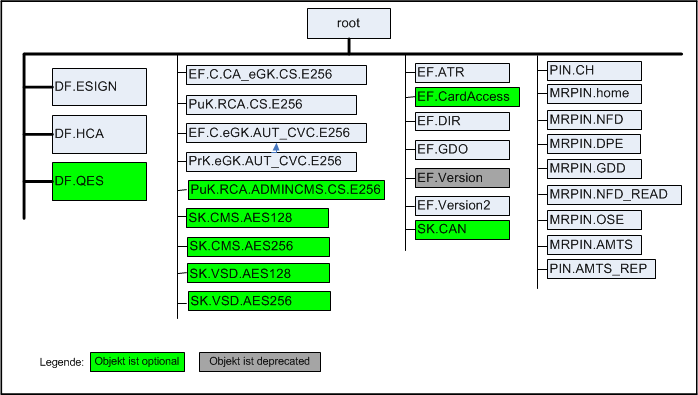 root
DF.ESIGN
DF.HCA
DF.QES
EF.C.CA_eGK.CS.E256
PuK.RCA.CS.E256
EF.C.eGK.AUT_CVC.E256
PrK.eGK.AUT_CVC.E256
PuK.RCA.ADMINCMS.CS.E256
SK.CMS.AES128
SK.CMS.AES256
SK.VSD.AES128
SK.VSD.AES256
EF.ATR
EF.CardAccess
EF.DIR
EF.GDO
EF.Version
EF.Version2
SK.CAN
PIN.CH
MRPIN.home
MRPIN.NFD
MRPIN.DPE
MRPIN.GDD
MRPIN.NFD_READ
MRPIN.OSE
MRPIN.AMTS
PIN.AMTS_REP
Legende:
Objekt ist optional
Objekt ist deprecated